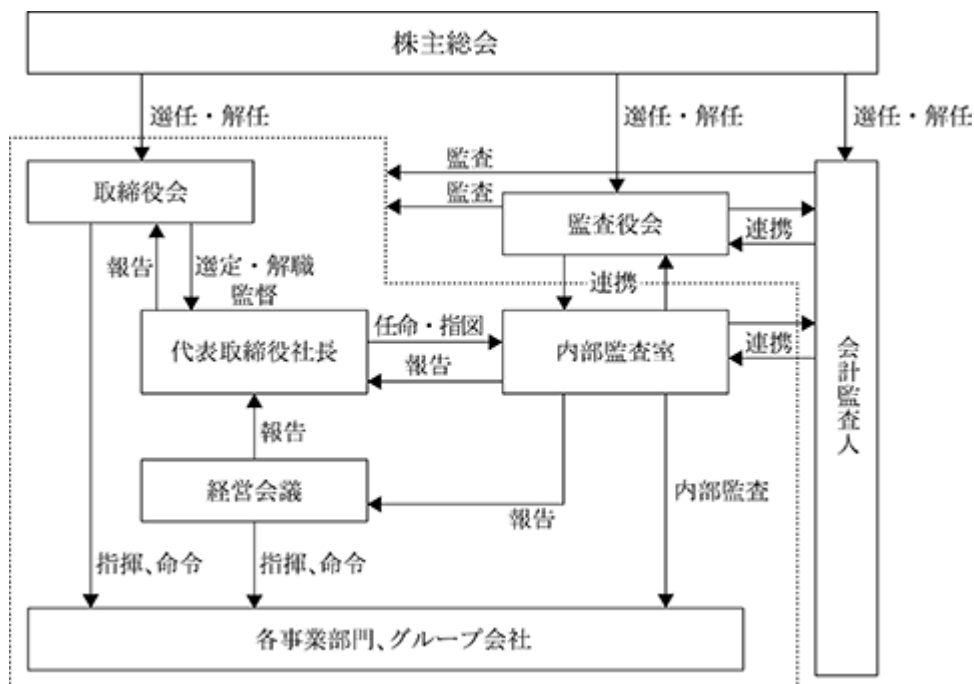 株主総会
選任・解任
選任・解任
選任・解任
監査
取締役会
監査
監査役会
連携
報告
選定・解職
監督
連携
代表取締役社長
任命・指図
報告
内部監査室
連携
会計監査人
報告
経営会議
報告
内部監査
指揮、命令
指揮、命令
各事業部門、グループ会社